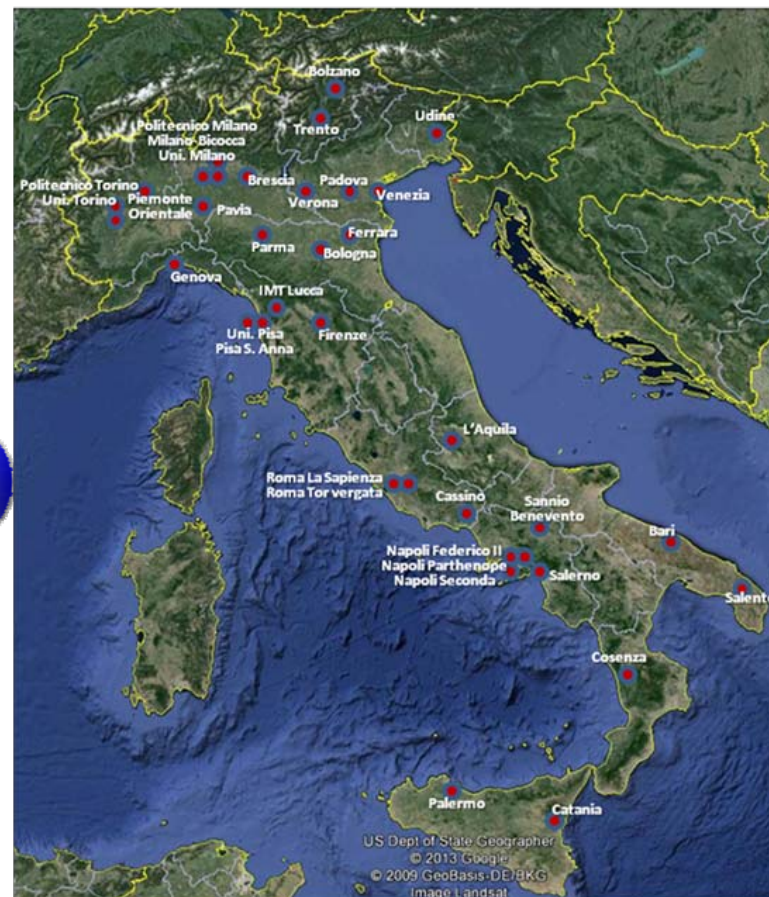 Bolzano
Trento
Udine
Politecnico Milano
Milano-Bicocca
Uni. Milano
Brescia
Verona
Padova
Venezia
Politecnico Torino
Uni. Torino
Piemonte
Orientale
Pavia
Parma
Ferrara
Bologna
Genova
IMT Lucca
Uni. Pisa
Pisa S. Anna
Firenze
L'Aquila
Roma La Sapienza
Roma Tor vergata
Cassino
Sannio
Benevento
Bari
Napoli Federico II
Napoli Parthenope
Napoli Seconda
Salerno
Salento
Cosenza
Palermo
Catania
US Dept of State Geographer
© 2013 Google
© 2009 GeoBasis-DE/BKG
Image Landsat